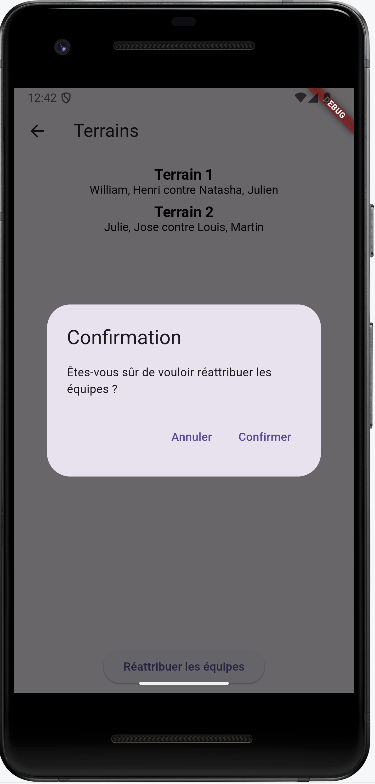 12:42
DEBUG
Terrains
Terrain 1
William, Henri contre Natasha, Julien
Terrain 2
Julie, Jose contre Louis, Martin
Confirmation
Êtes-vous sûr de vouloir réattribuer les
équipes ?
Annuler Confirmer
Réattribuer les équipes